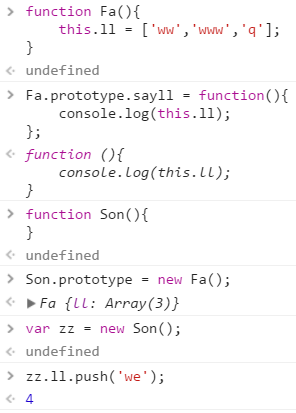 > function Fa(){
this.ll = ['ww','www','q'];
}
< undefined
> Fa.prototype.sayll = function(){
console.log(this.ll);
};
< function (){
console.log(this.ll);
}
> function Son(){
}
< undefined
> Son.prototype = new Fa();
< ▶Fa {ll: Array(3)}
> var zz = new Son();
< undefined
> zz.ll.push('we');
< 4